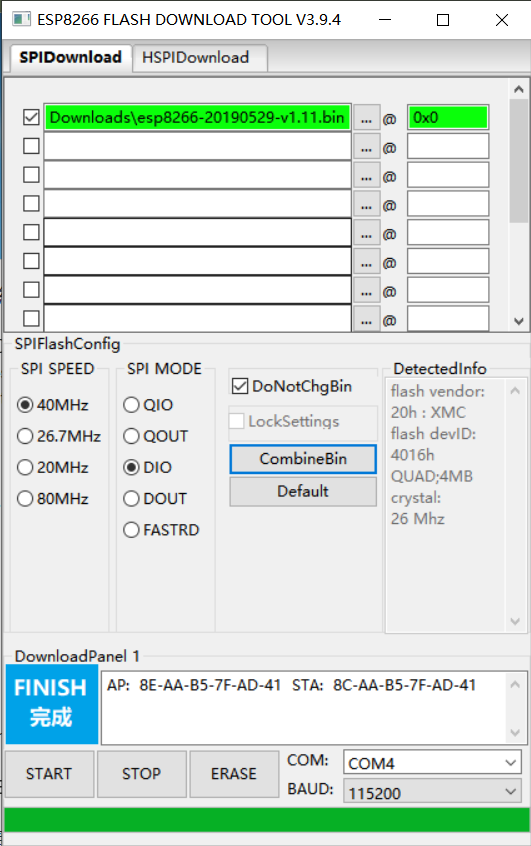 ESP8266 FLASH DOWNLOAD TOOL V3.9.4
SPIDownload HSPIDownload
Downloads\esp8266-20190529-v1.11.bin ... @ 0x0
... @
... @
... @
... @
... @
... @
... @
SPIFlashConfig
SPI SPEED
40MHz
26.7MHz
20MHz
80MHz
SPI MODE
QIO
QOUT
DIO
DOUT
FASTRD
DoNotChgBin
LockSettings
CombineBin
Default
DetectedInfo
flash vendor:
20h : XMC
flash devID:
4016h
QUAD;4MB
crystal:
26 Mhz
DownloadPanel 1
FINISH
完成
AP: 8E-AA-B5-7F-AD-41 STA: 8C-AA-B5-7F-AD-41
START STOP ERASE
COM: COM4
BAUD: 115200